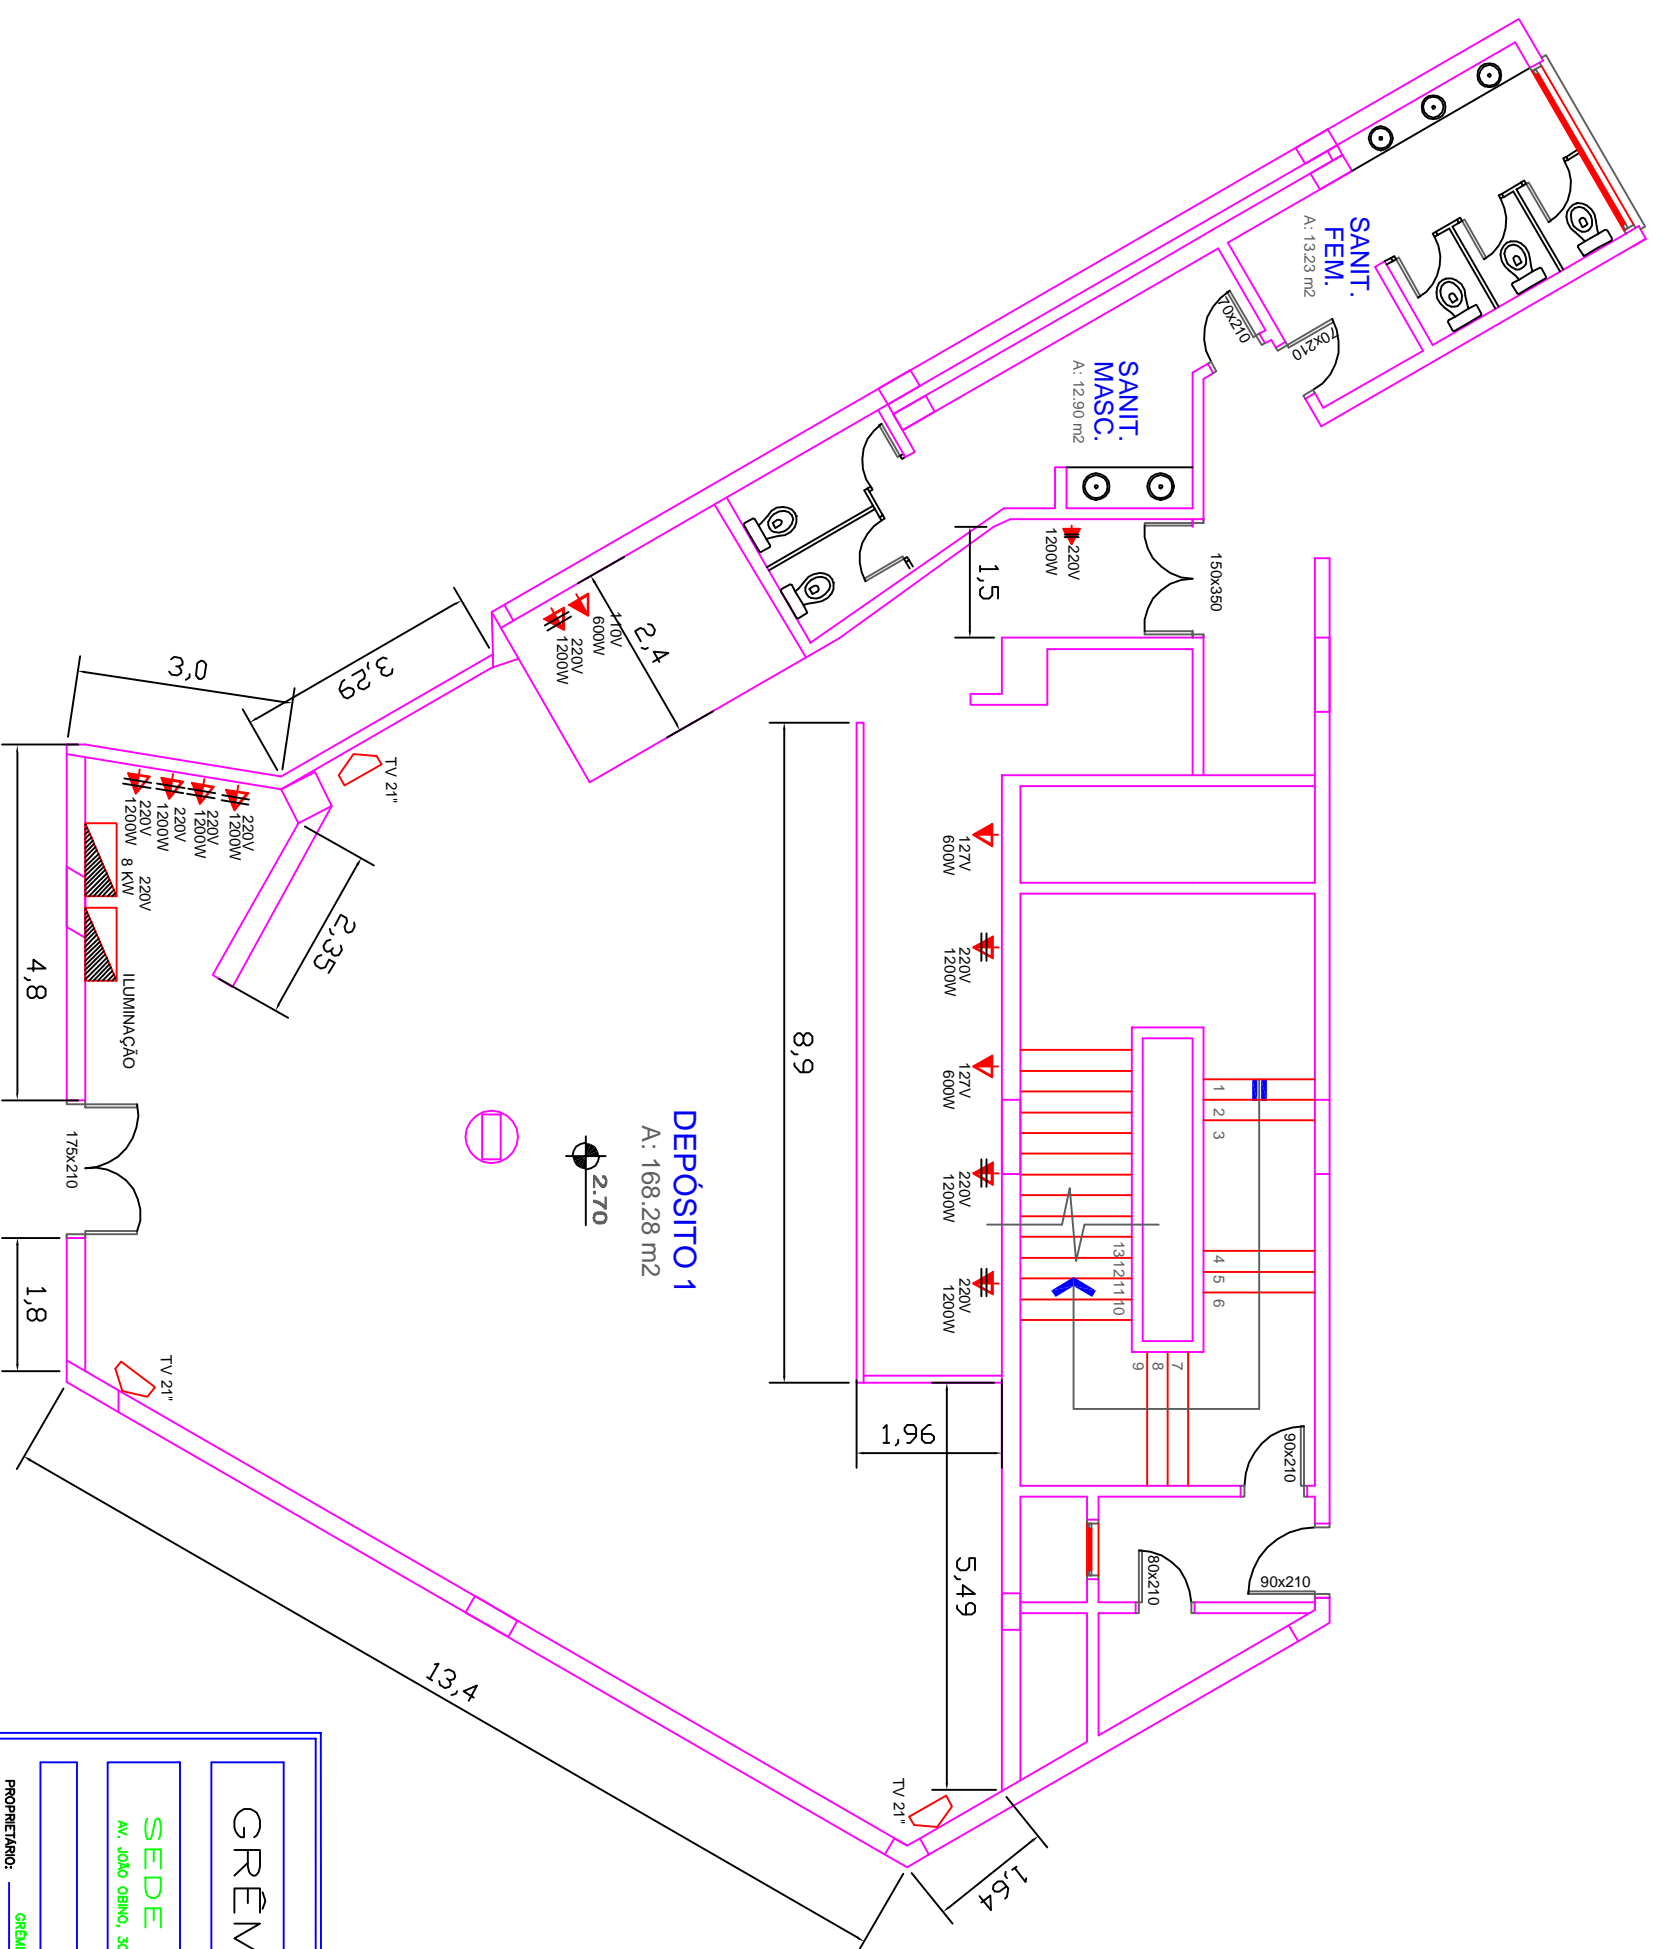 SANIT.
FEM.
A: 13.23 m2
70x210
70x210
SANIT.
MASC.
A: 12.90 m2
150x350
220V
1200W
1,5
110V
600W
220V
1200W
2,4
3,29
3,0
TV 21"
220V
1200W
220V
1200W
220V
1200W
220V
1200W
220V
8 KW
ILUMINAÇÃO
2,35
4,8
175x210
1,8
TV 21"
127V
600W
220V
1200W
127V
600W
220V
1200W
220V
1200W
8,9
DEPÓSITO 1
A: 168.28 m2
2.70
1
2
3
4
5
6
7
8
9
10
11
12
13
90x210
90x210
80x210
1,96
5,49
13,4
TV 21"
1,64
GRÊM
SEDE
AV. JOÃO OBINO, 30
PROPRIETÁRIO:
GRÊMI